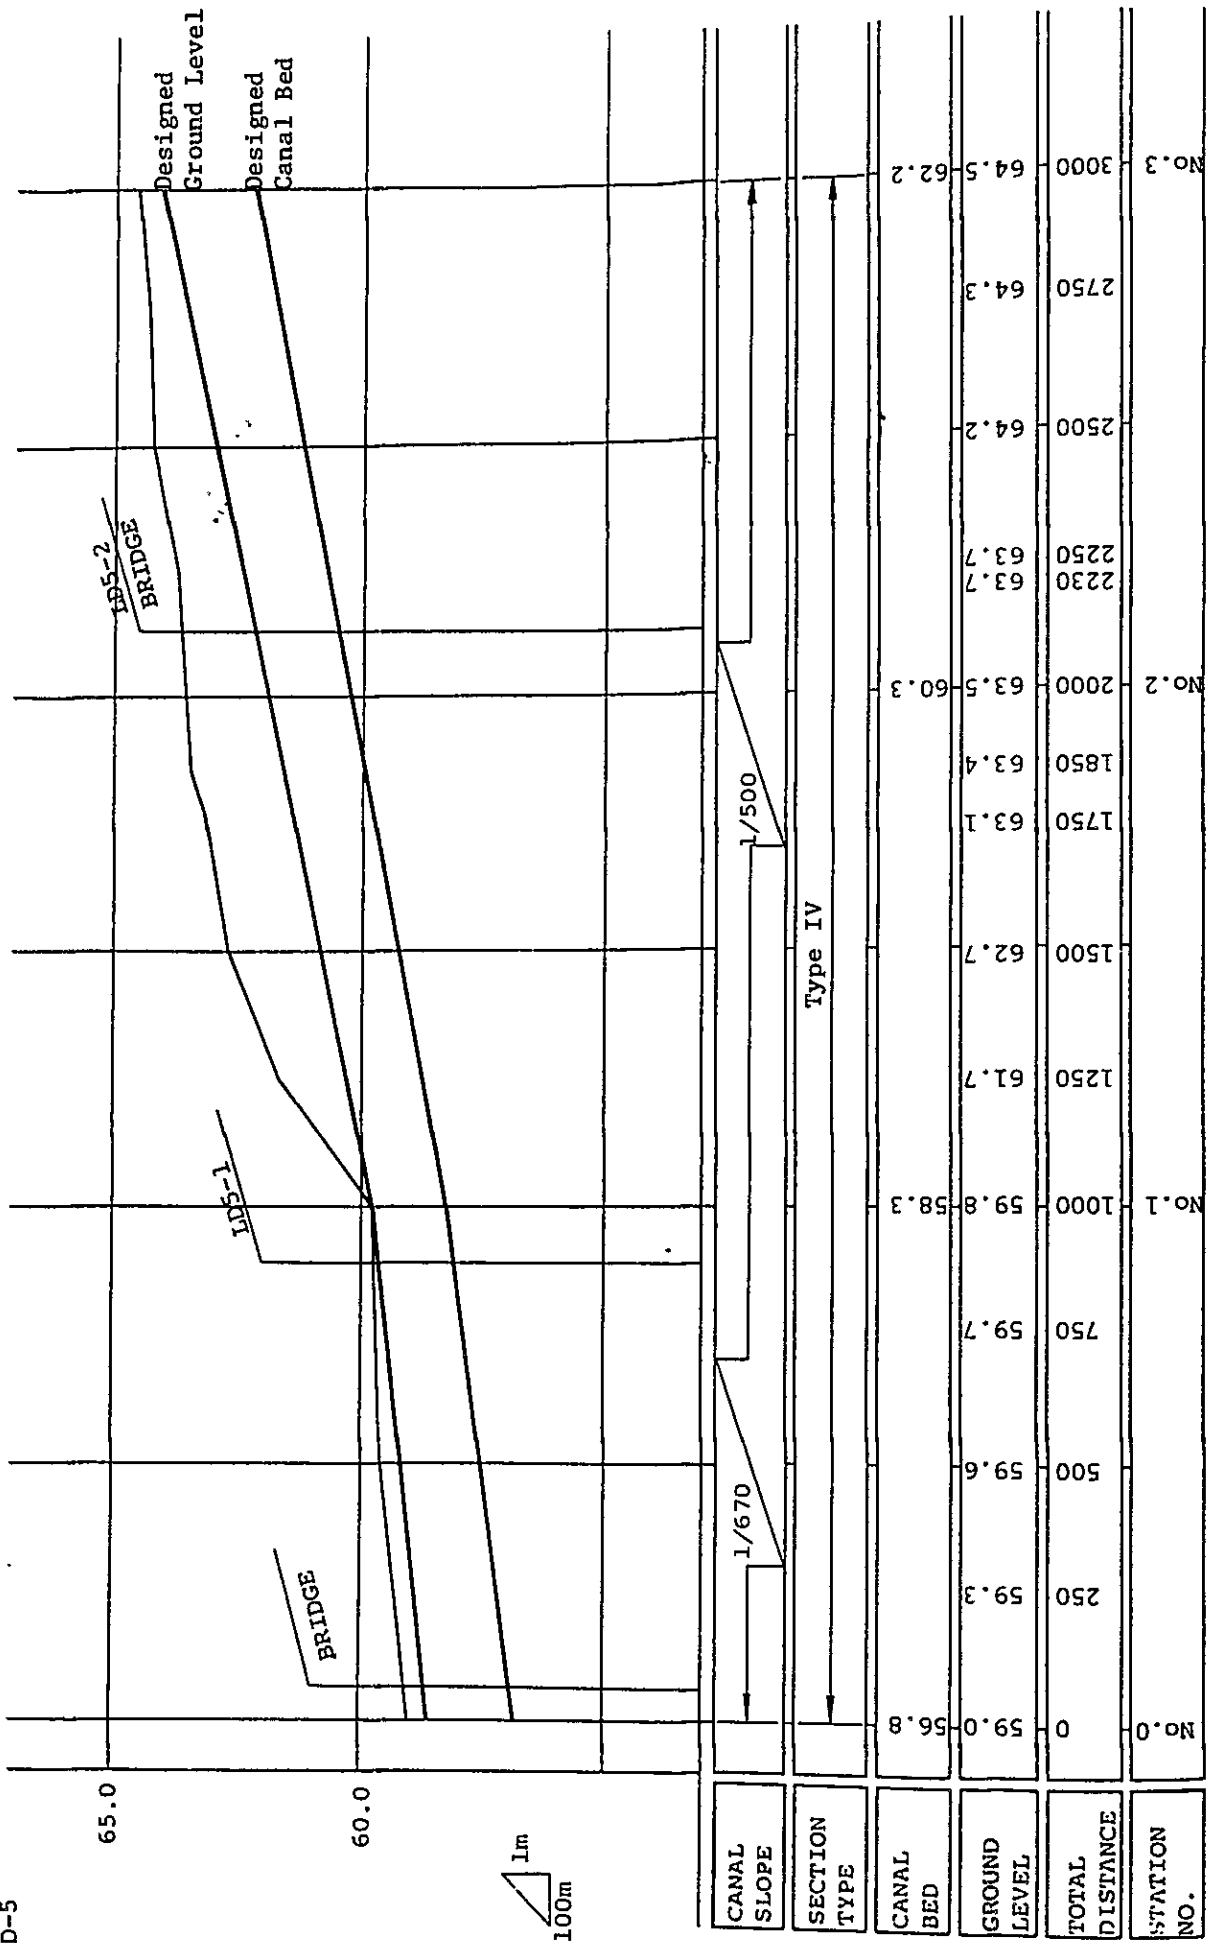 D-5
65.0
60.0
1m
100m
BRIDGE
LD5-1
LD5-2
BRIDGE
Designed
Ground Level
Designed
Canal Bed
CANAL
SLOPE
1/670
1/500
SECTION
TYPE
Type IV
CANAL
BED
56.8
58.3
60.3
62.2
GROUND
LEVEL
59.0
59.3
59.6
59.7
59.8
61.7
62.7
63.1
63.4
63.5
63.7
63.7
64.2
64.3
64.5
TOTAL
DISTANCE
0
250
500
750
1000
1250
1500
1750
1850
2000
2230
2250
2500
2750
3000
STATION
NO.
No.0
No.1
No.2
No.3